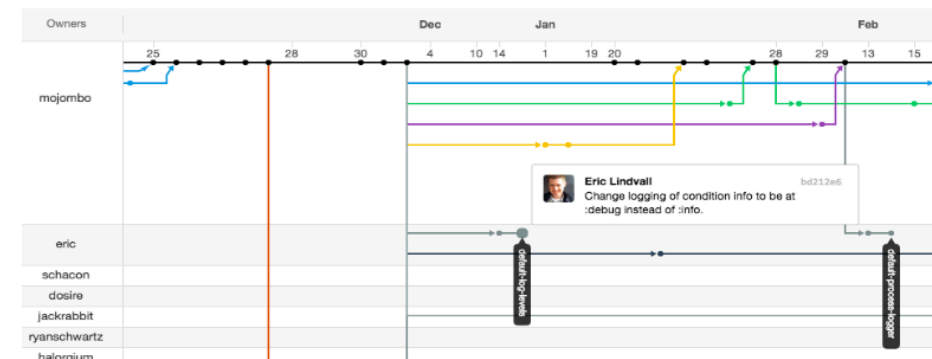 Owners
Dec Jan Feb
25 28 30 4 10 14 1 19 20 28 29 13 15
mojombo
Eric Lindvall bd212e6
Change logging of condition info to be at
:debug instead of :info.
eric
default-log-levels
default-process-logger
schacon
dosire
jackrabbit
ryanschwartz
halorgium